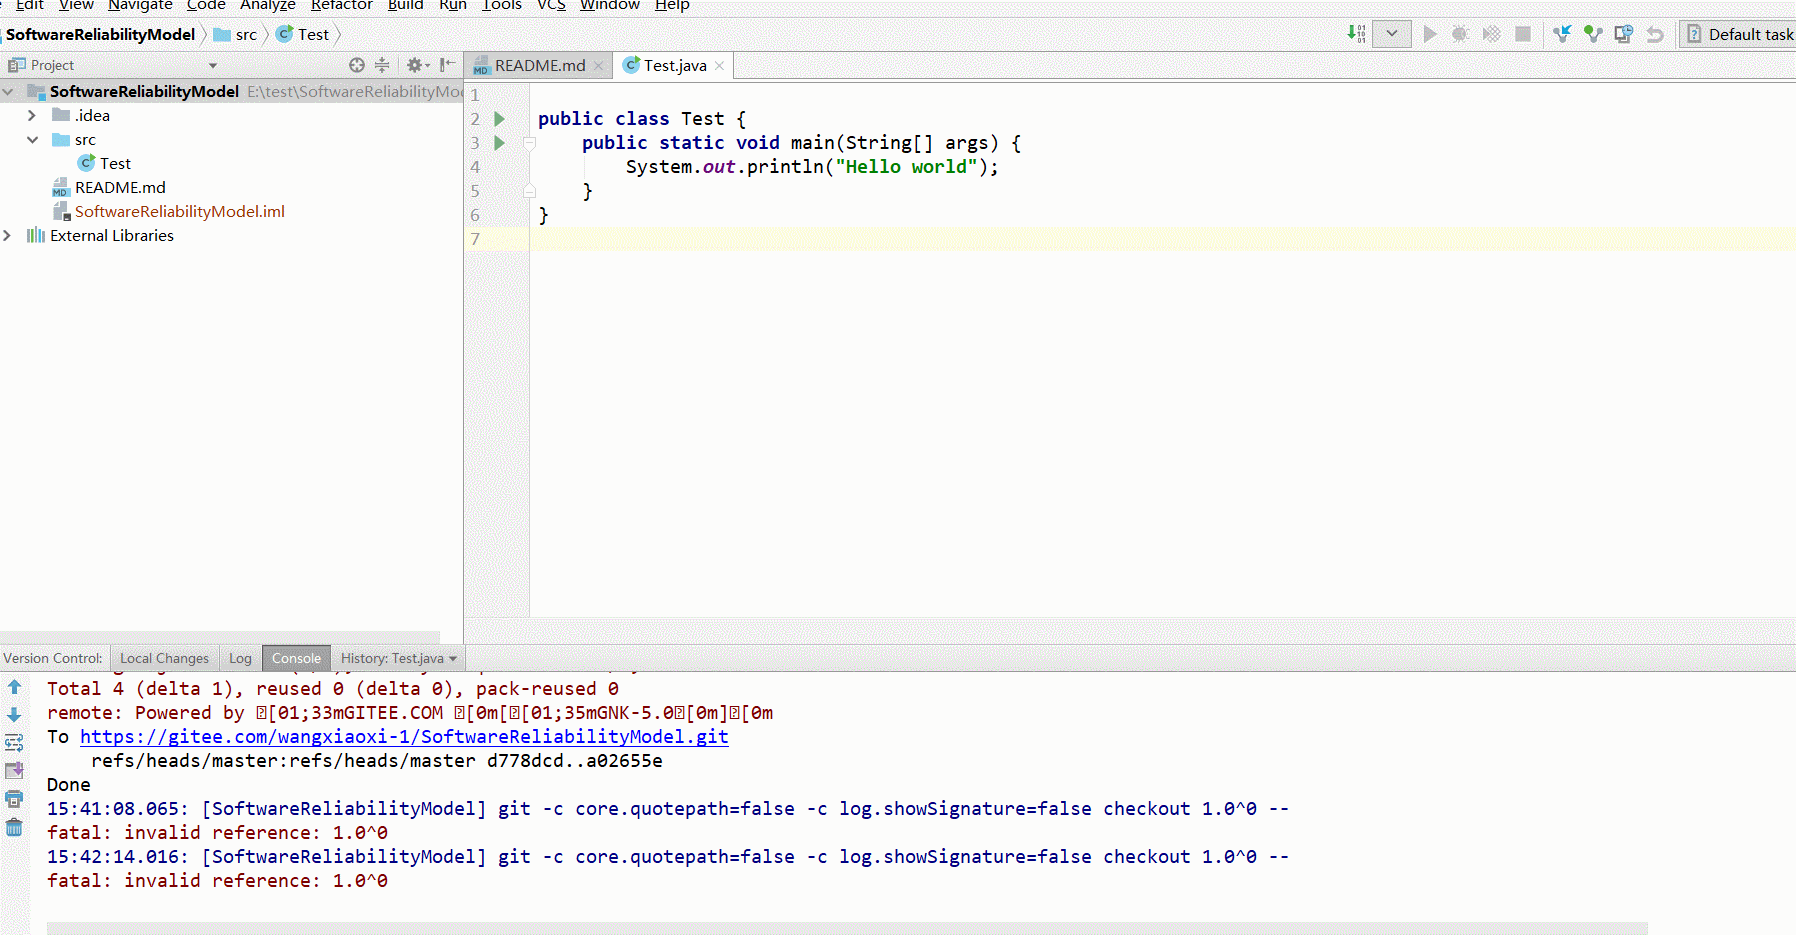 Edit View Navigate Code Analyze Refactor Build Run Tools VCS Window Help
SoftwareReliabilityModel src Test Default task
Project README.md Test.java
SoftwareReliabilityModel E:\test\SoftwareReliabilityMo
.idea
src
Test
README.md
SoftwareReliabilityModel.iml
External Libraries
1
2 public class Test {
3 public static void main(String[] args) {
4 System.out.println("Hello world");
5 }
6 }
7
Version Control: Local Changes Log Console History: Test.java
Total 4 (delta 1), reused 0 (delta 0), pack-reused 0
remote: Powered by [01;33mGITEE.COM [0m[[01;35mGNK-5.0[0m][0m
To https://gitee.com/wangxiaoxi-1/SoftwareReliabilityModel.git
refs/heads/master:refs/heads/master d778dcd..a02655e
Done
15:41:08.065: [SoftwareReliabilityModel] git -c core.quotepath=false -c log.showSignature=false checkout 1.0^0 --
fatal: invalid reference: 1.0^0
15:42:14.016: [SoftwareReliabilityModel] git -c core.quotepath=false -c log.showSignature=false checkout 1.0^0 --
fatal: invalid reference: 1.0^0